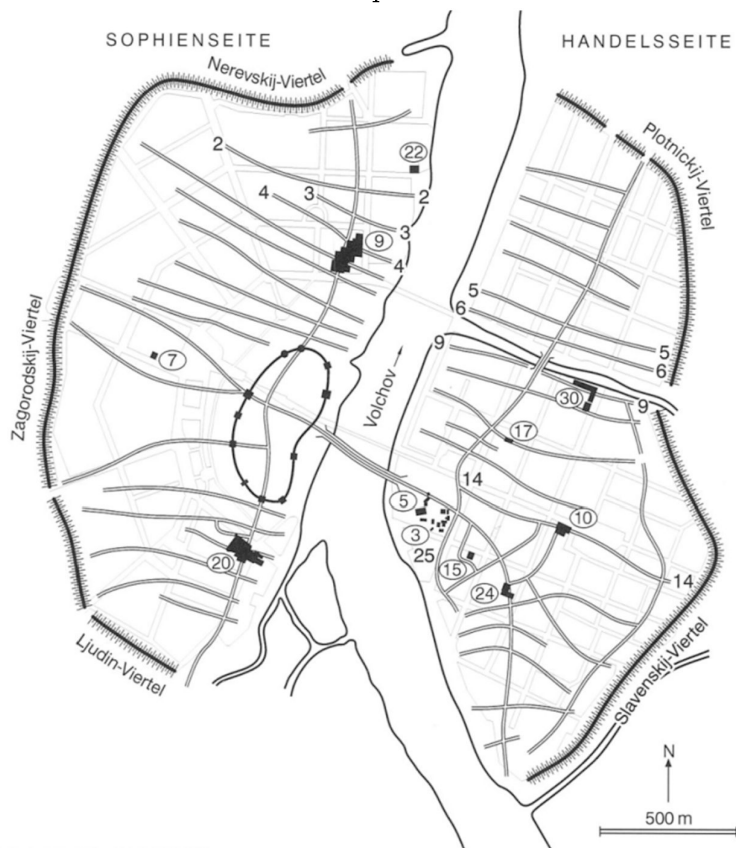 SOPHIENSEITE
HANDELSSEITE
Nerevskij-Viertel
Plotnickij-Viertel
2
22
4
3
2
3
9
4
5
6
5
6
Zagorodskij-Viertel
7
Volchov
9
30
9
17
14
5
10
3
25
15
14
20
24
Ljudin-Viertel
Slavenskij-Viertel
N
500 m